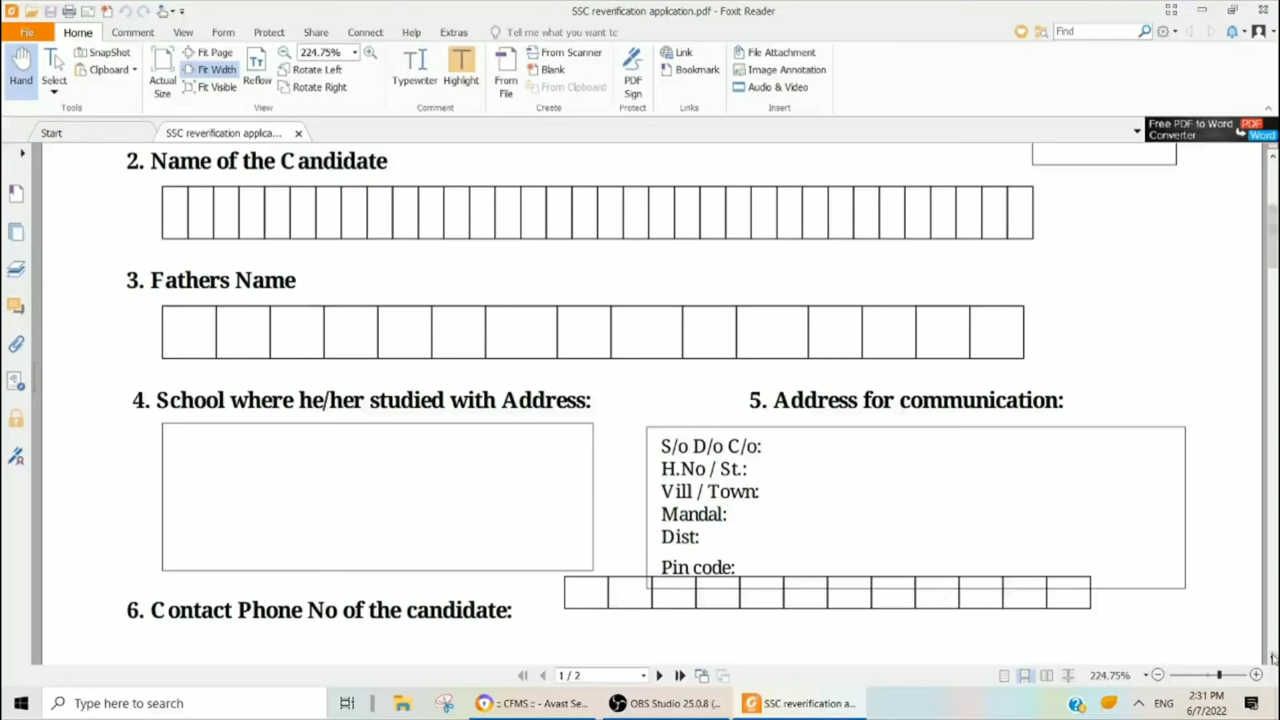 SSC reverification application.pdf - Foxit Reader
File Home Comment View Form Protect Share Connect Help Extras Tell me what you want to Find
Hand
Select
SnapShot
Clipboard
Tools
Actual Size
Fit Page
Fit Width
Fit Visible
Reflow
224.75%
Rotate Left
Rotate Right
View
Typewriter
Highlight
Comment
From File
From Scanner
Blank
From Clipboard
Create
PDF Sign
Protect
Link
Bookmark
Links
File Attachment
Image Annotation
Audio & Video
Insert
Start SSC reverification applica...
Free PDF to Word PDF
Converter Word
2. Name of the Candidate
3. Fathers Name
4. School where he/her studied with Address:
5. Address for communication:
S/o D/o C/o:
H.No / St.:
Vill / Town:
Mandal:
Dist:
Pin code:
6. Contact Phone No of the candidate:
1 / 2 224.75%
Type here to search :: CFMS :: - Avast Se... OBS Studio 25.0.8 (... SSC reverification a... ENG
2:31 PM
6/7/2022